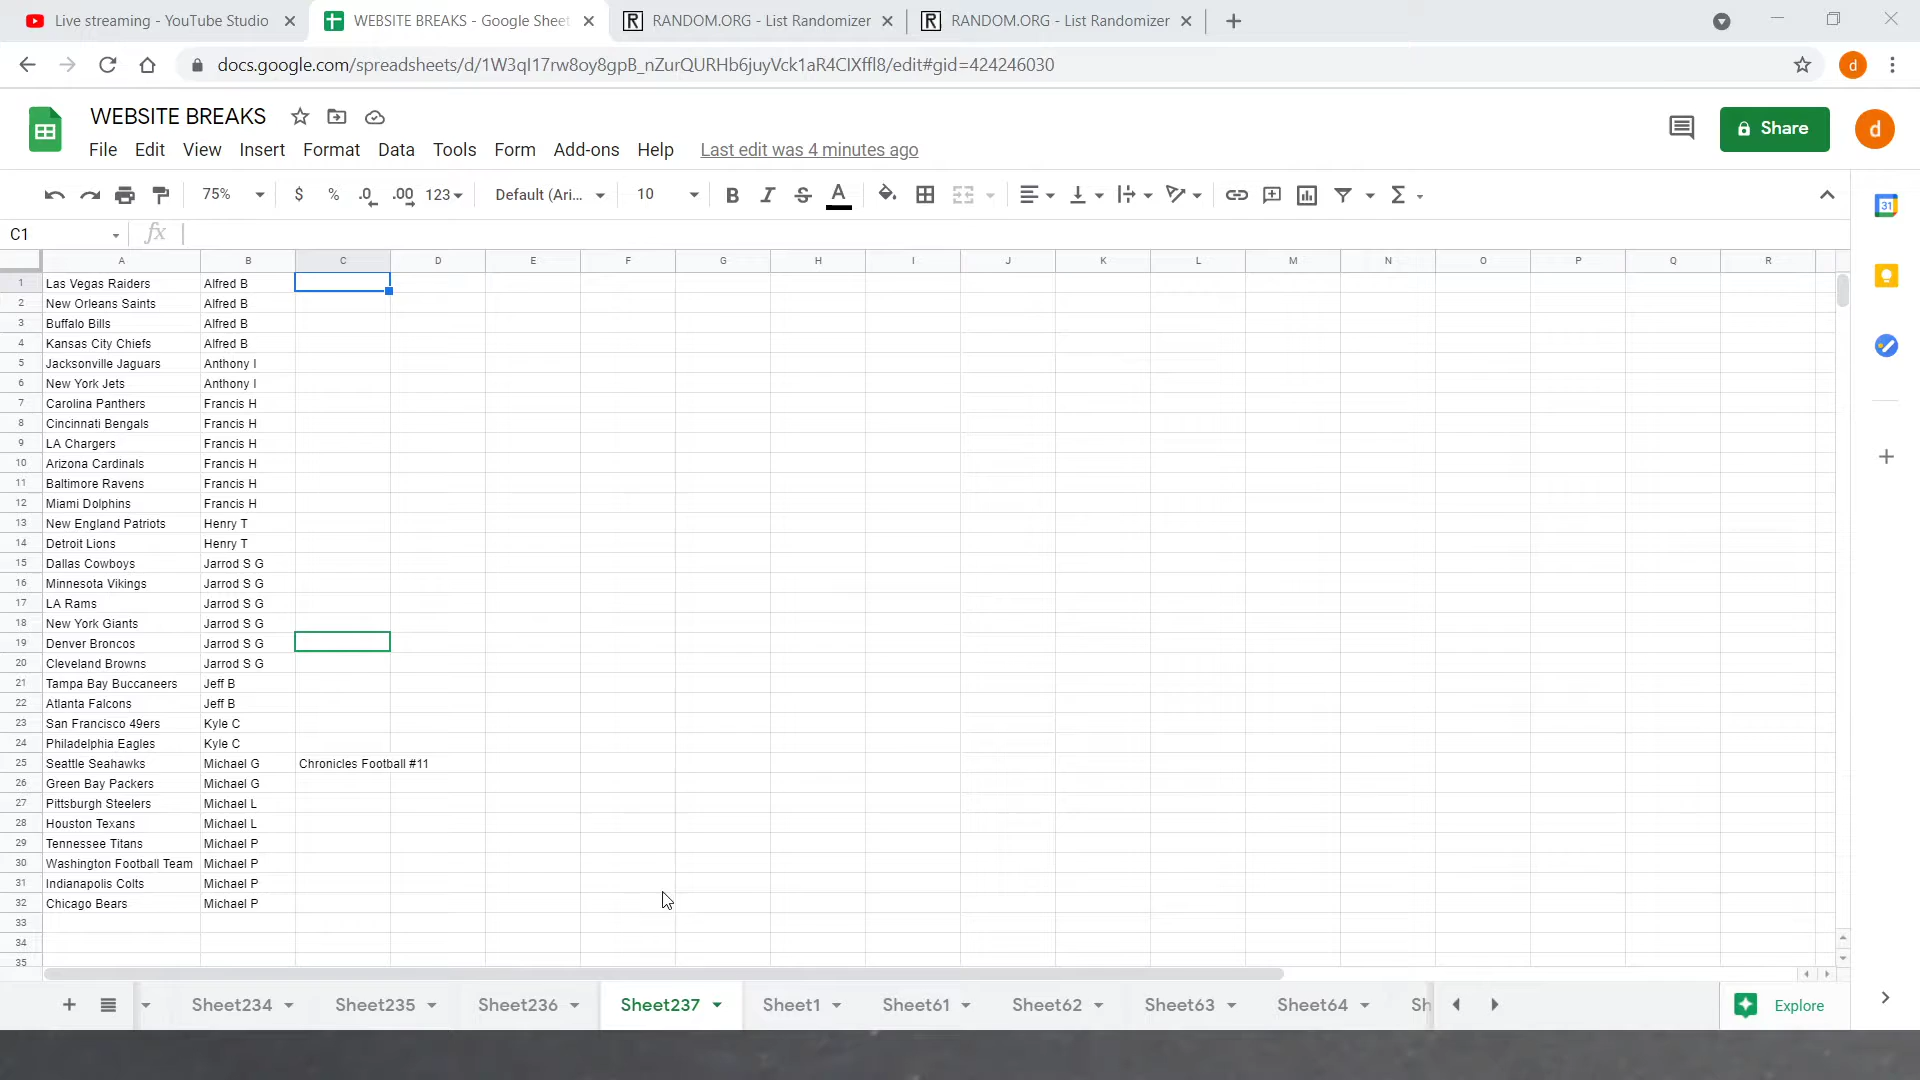 Live streaming - YouTube Studio
WEBSITE BREAKS - Google Sheet
RANDOM.ORG - List Randomizer
RANDOM.ORG - List Randomizer
docs.google.com/spreadsheets/d/1W3qI17rw8oy8gpB_nZurQURHb6juyVck1aR4CIXffl8/edit#gid=424246030
WEBSITE BREAKS
File Edit View Insert Format Data Tools Form Add-ons Help Last edit was 4 minutes ago
Share
75% $ % .0 .00 123 Default (Ari... 10
C1 fx
A B C D E F G H I J K L M N O P Q R
1 Las Vegas Raiders Alfred B
2 New Orleans Saints Alfred B
3 Buffalo Bills Alfred B
4 Kansas City Chiefs Alfred B
5 Jacksonville Jaguars Anthony I
6 New York Jets Anthony I
7 Carolina Panthers Francis H
8 Cincinnati Bengals Francis H
9 LA Chargers Francis H
10 Arizona Cardinals Francis H
11 Baltimore Ravens Francis H
12 Miami Dolphins Francis H
13 New England Patriots Henry T
14 Detroit Lions Henry T
15 Dallas Cowboys Jarrod S G
16 Minnesota Vikings Jarrod S G
17 LA Rams Jarrod S G
18 New York Giants Jarrod S G
19 Denver Broncos Jarrod S G
20 Cleveland Browns Jarrod S G
21 Tampa Bay Buccaneers Jeff B
22 Atlanta Falcons Jeff B
23 San Francisco 49ers Kyle C
24 Philadelphia Eagles Kyle C
25 Seattle Seahawks Michael G Chronicles Football #11
26 Green Bay Packers Michael G
27 Pittsburgh Steelers Michael L
28 Houston Texans Michael L
29 Tennessee Titans Michael P
30 Washington Football Team Michael P
31 Indianapolis Colts Michael P
32 Chicago Bears Michael P
33
34
35
Sheet234 Sheet235 Sheet236 Sheet237 Sheet1 Sheet61 Sheet62 Sheet63 Sheet64 Sh
Explore